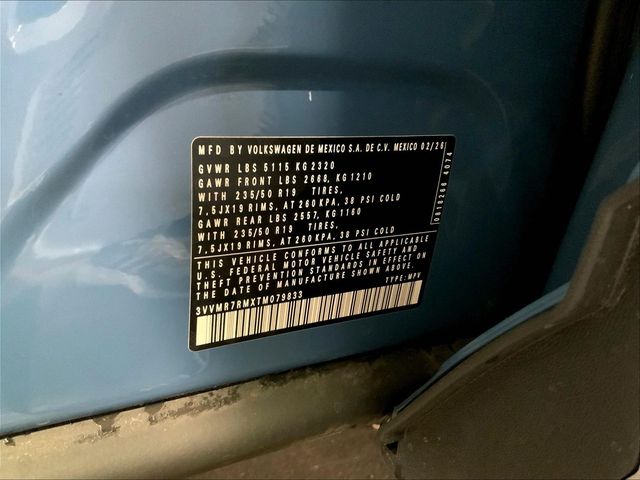 MFD BY VOLKSWAGEN DE MEXICO S.A. DE C.V. MEXICO 02/26
GVWR LBS 5115 KG 2320
GAWR FRONT LBS 2668, KG 1210
WITH 235/50 R19 TIRES,
7,5JX19 RIMS, AT 260 KPA, 38 PSI COLD
GAWR REAR LBS 2557, KG 1160
WITH 235/50 R19 TIRES,
7,5JX19 RIMS, AT 260 KPA, 38 PSI COLD
THIS VEHICLE CONFORMS TO ALL APPLICABLE
U.S. FEDERAL MOTOR VEHICLE SAFETY AND
THEFT PREVENTION STANDARDS IN EFFECT ON
THE DATE OF MANUFACTURE SHOWN ABOVE.
3VVMR7RMXTM079833 TYPE: MPV
0818266 4074